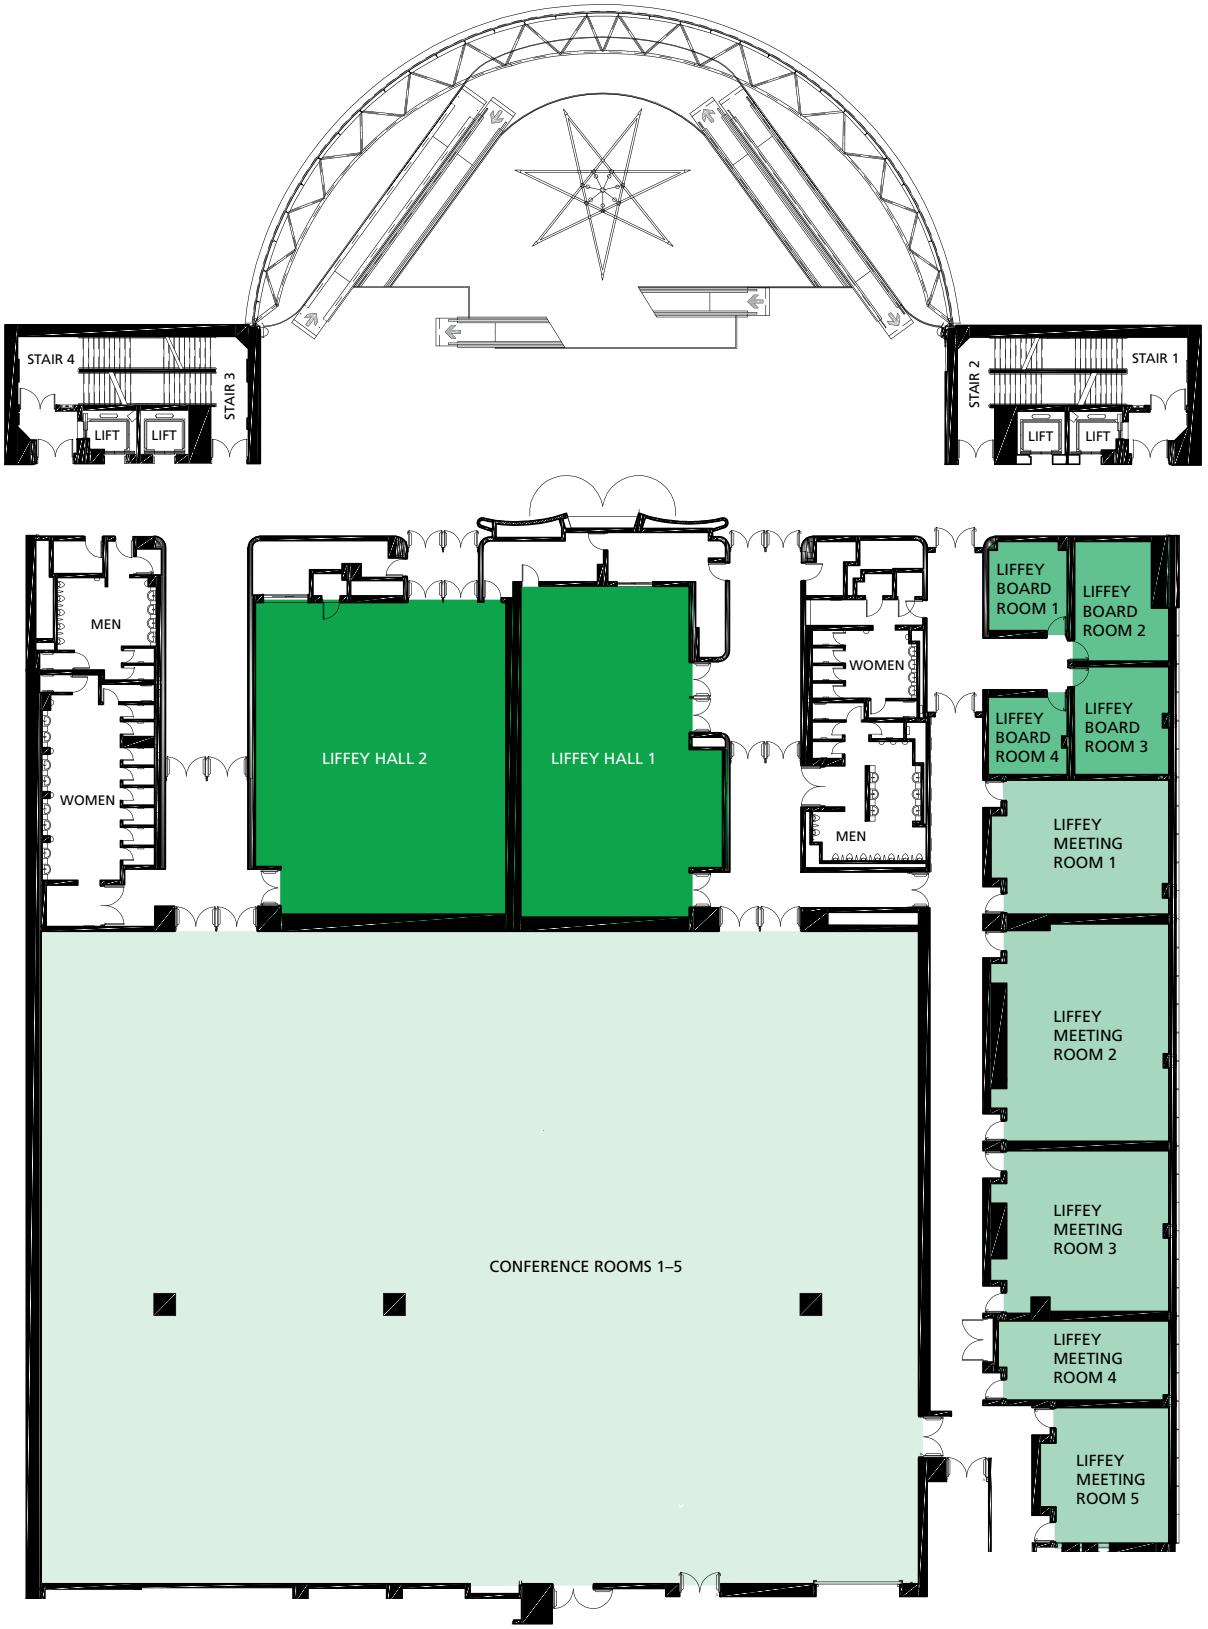 STAIR 4
STAIR 3
LIFT
LIFT
STAIR 2
STAIR 1
LIFT
LIFT
MEN
WOMEN
LIFFEY HALL 2
LIFFEY HALL 1
WOMEN
MEN
LIFFEY
BOARD
ROOM 1
LIFFEY
BOARD
ROOM 2
LIFFEY
BOARD
ROOM 3
LIFFEY
BOARD
ROOM 4
LIFFEY
MEETING
ROOM 1
LIFFEY
MEETING
ROOM 2
LIFFEY
MEETING
ROOM 3
CONFERENCE ROOMS 1–5
LIFFEY
MEETING
ROOM 4
LIFFEY
MEETING
ROOM 5